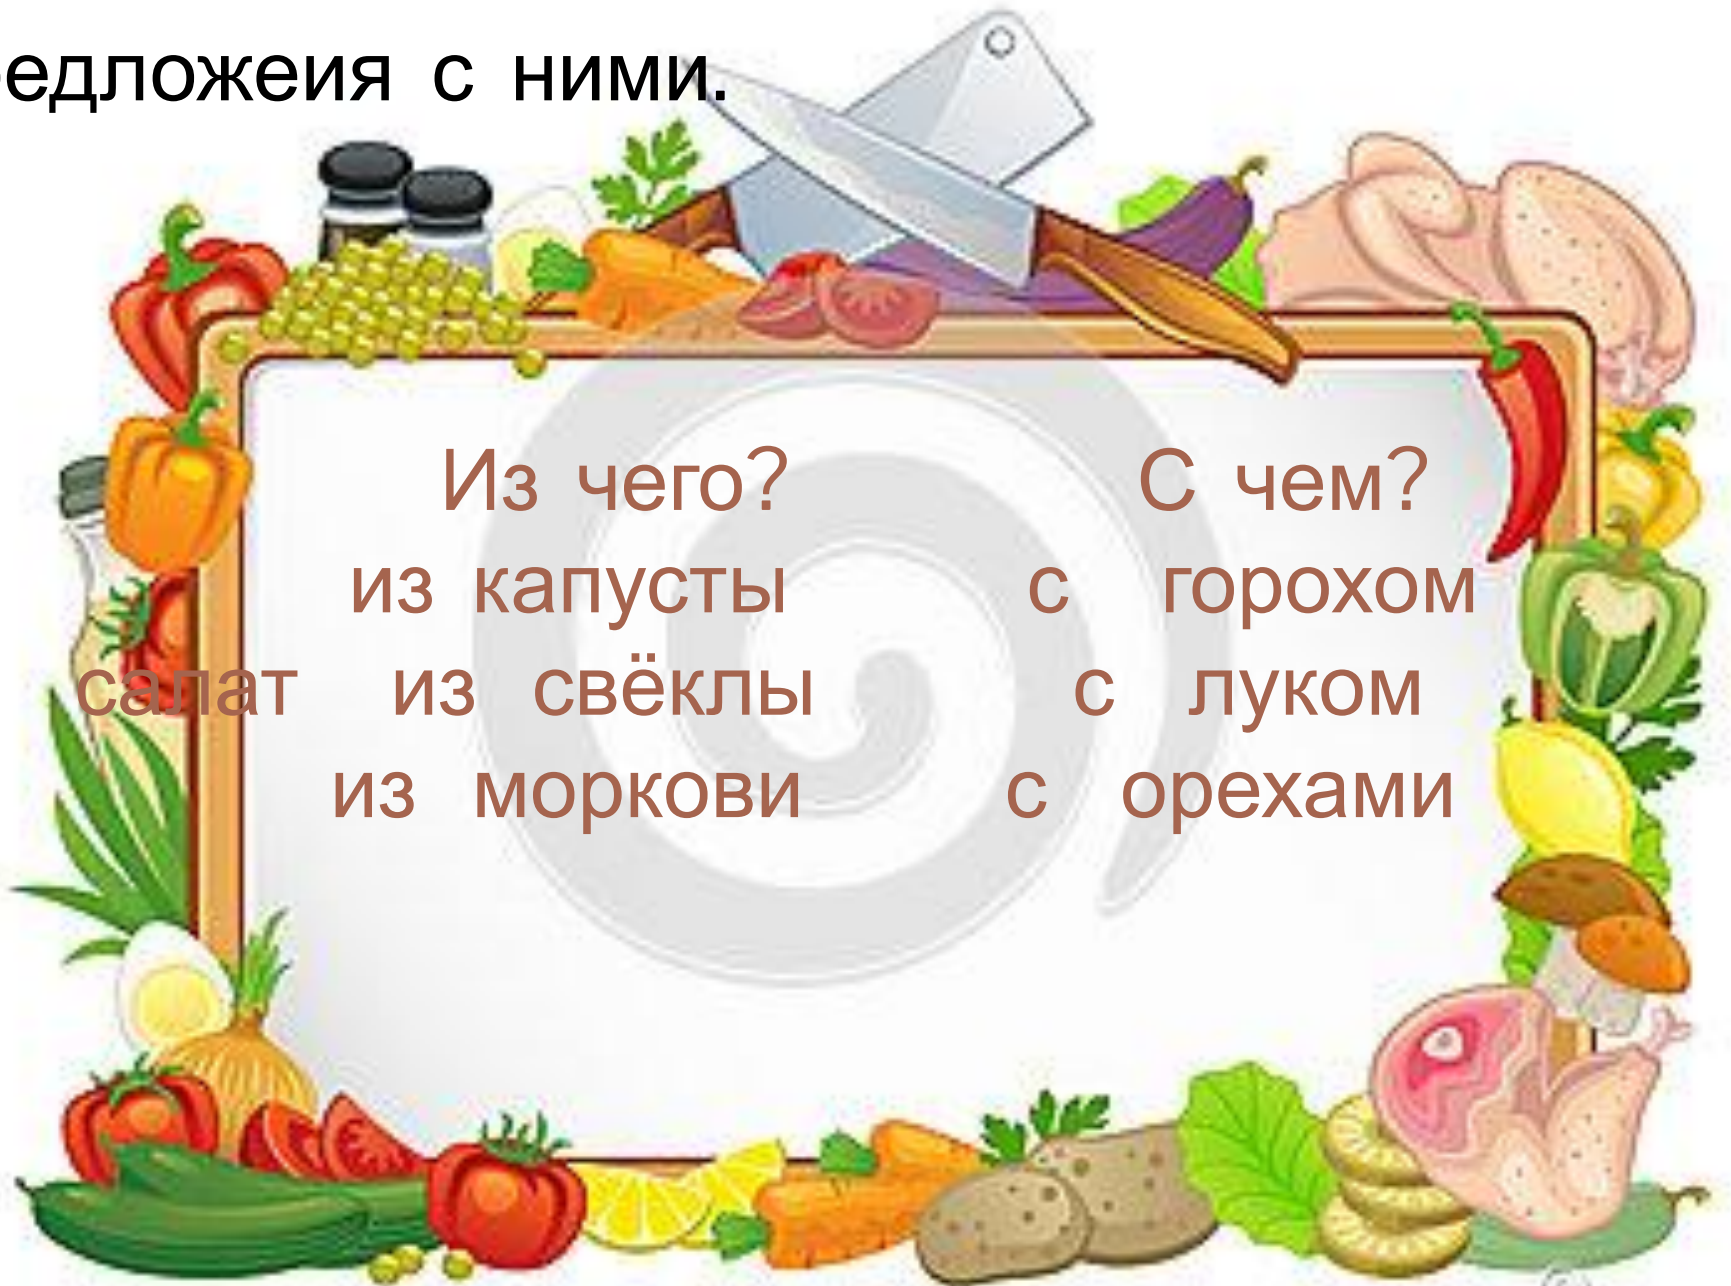 едложеия с ними.
Из чего? С чем?
из капусты с горохом
салат из свёклы с луком
из моркови с орехами